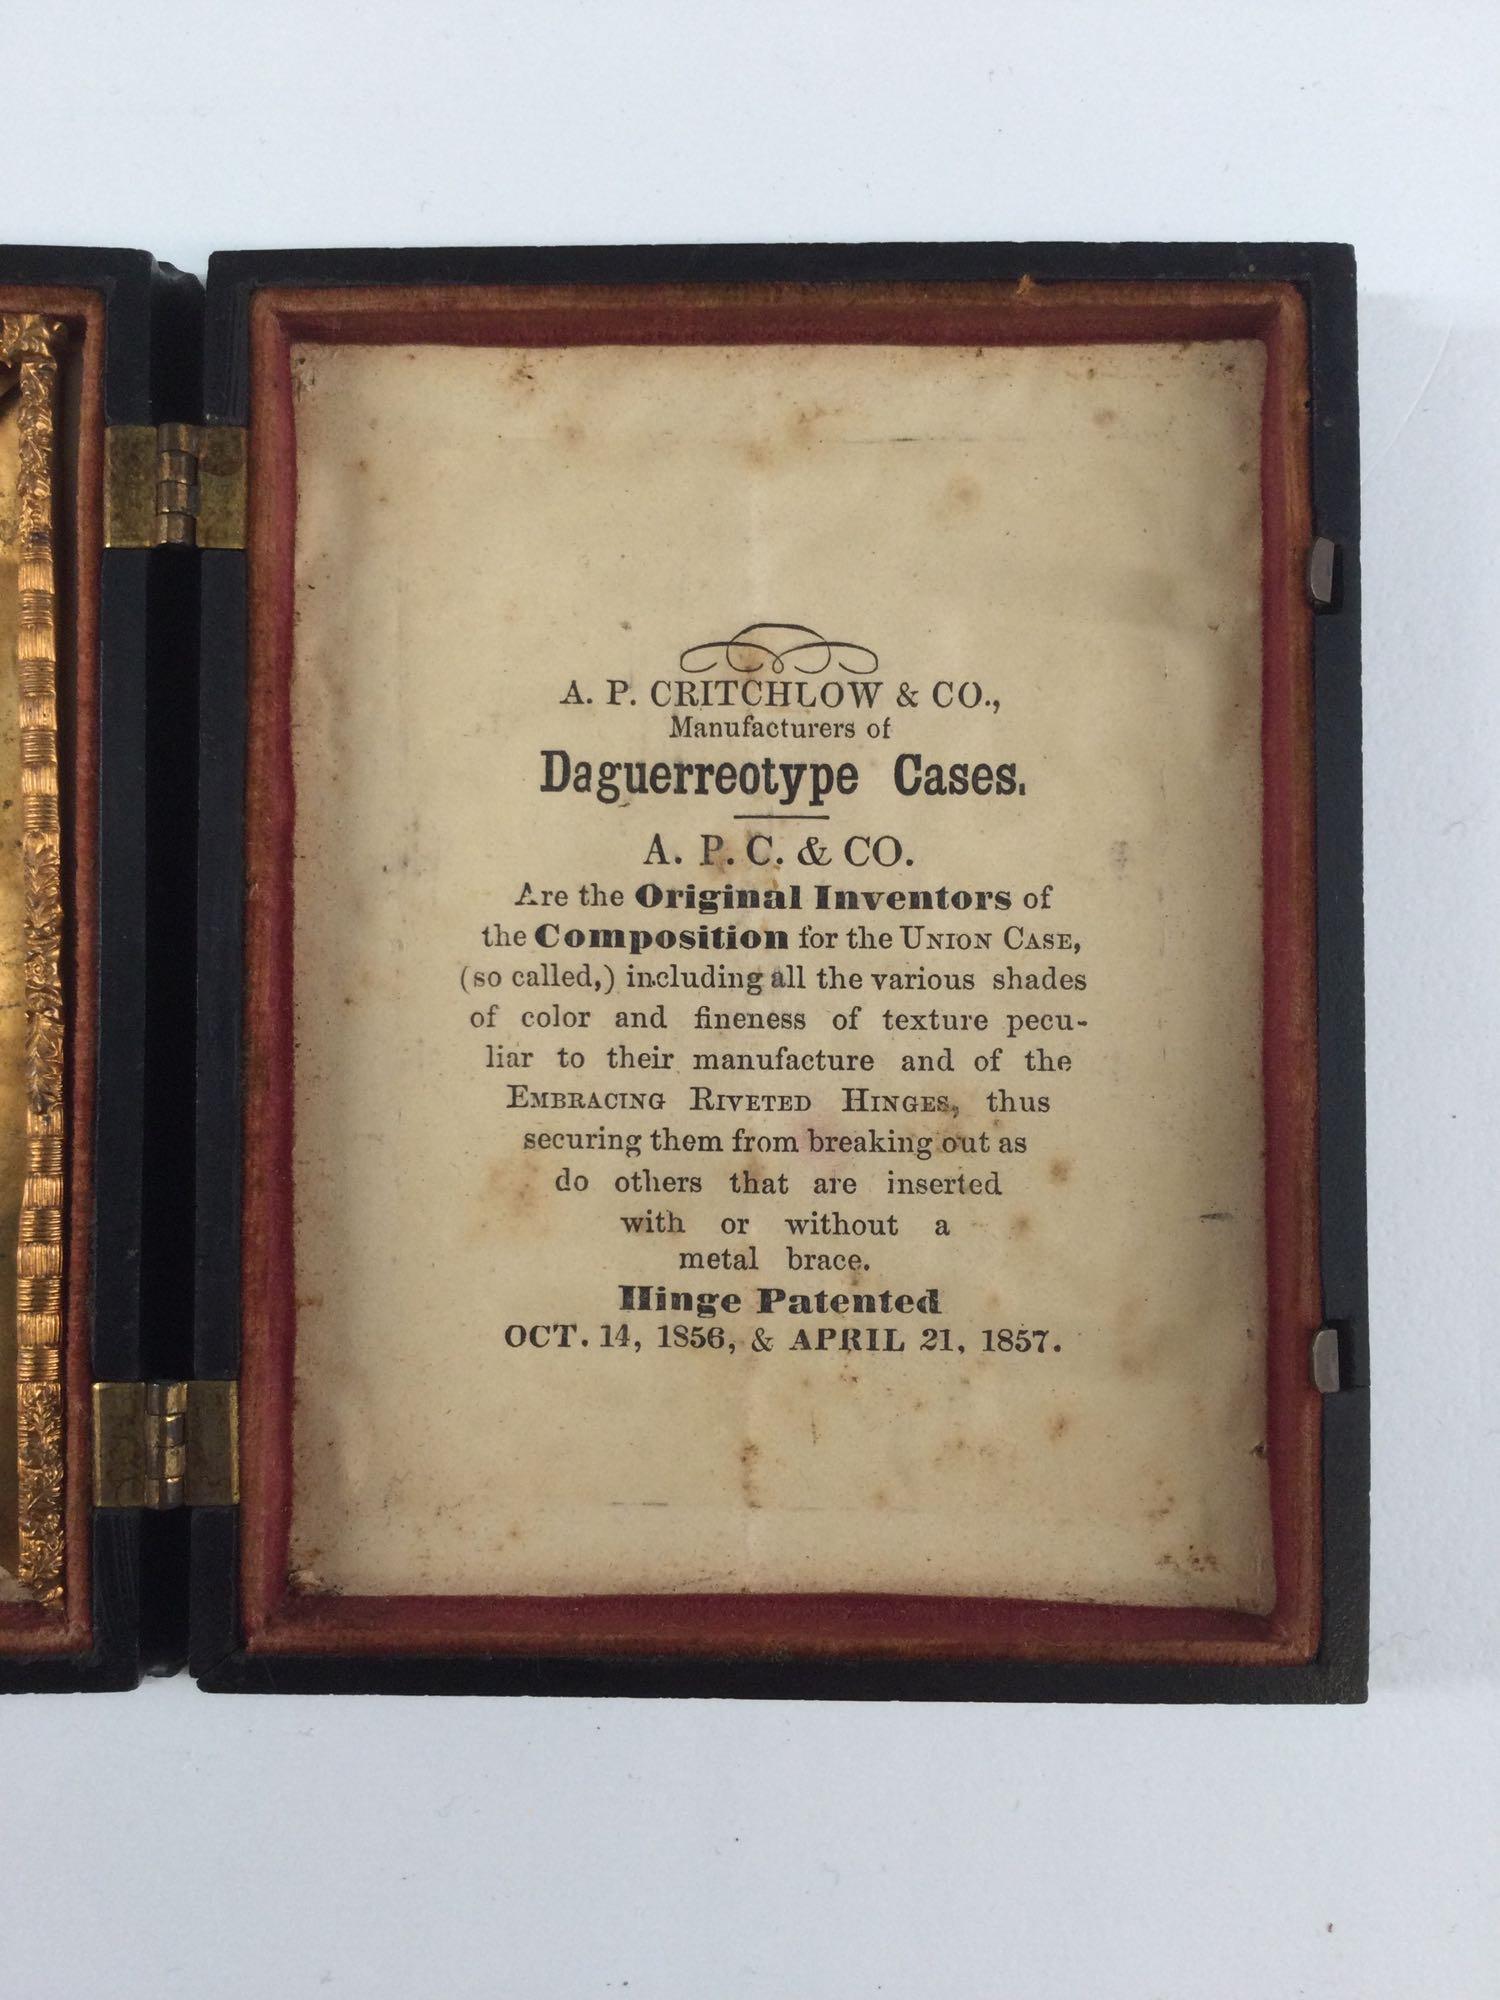 A. P. CRITCHLOW & CO.,
Manufacturers of
Daguerreotype Cases.
A. P. C. & CO.
Are the Original Inventors of
the Composition for the UNION CASE,
(so called,) including all the various shades
of color and fineness of texture pecu-
liar to their manufacture and of the
EMBRACING RIVETED HINGES, thus
securing them from breaking out as
do others that are inserted
with or without a
metal brace.
Hinge Patented
OCT. 14, 1856, & APRIL 21, 1857.